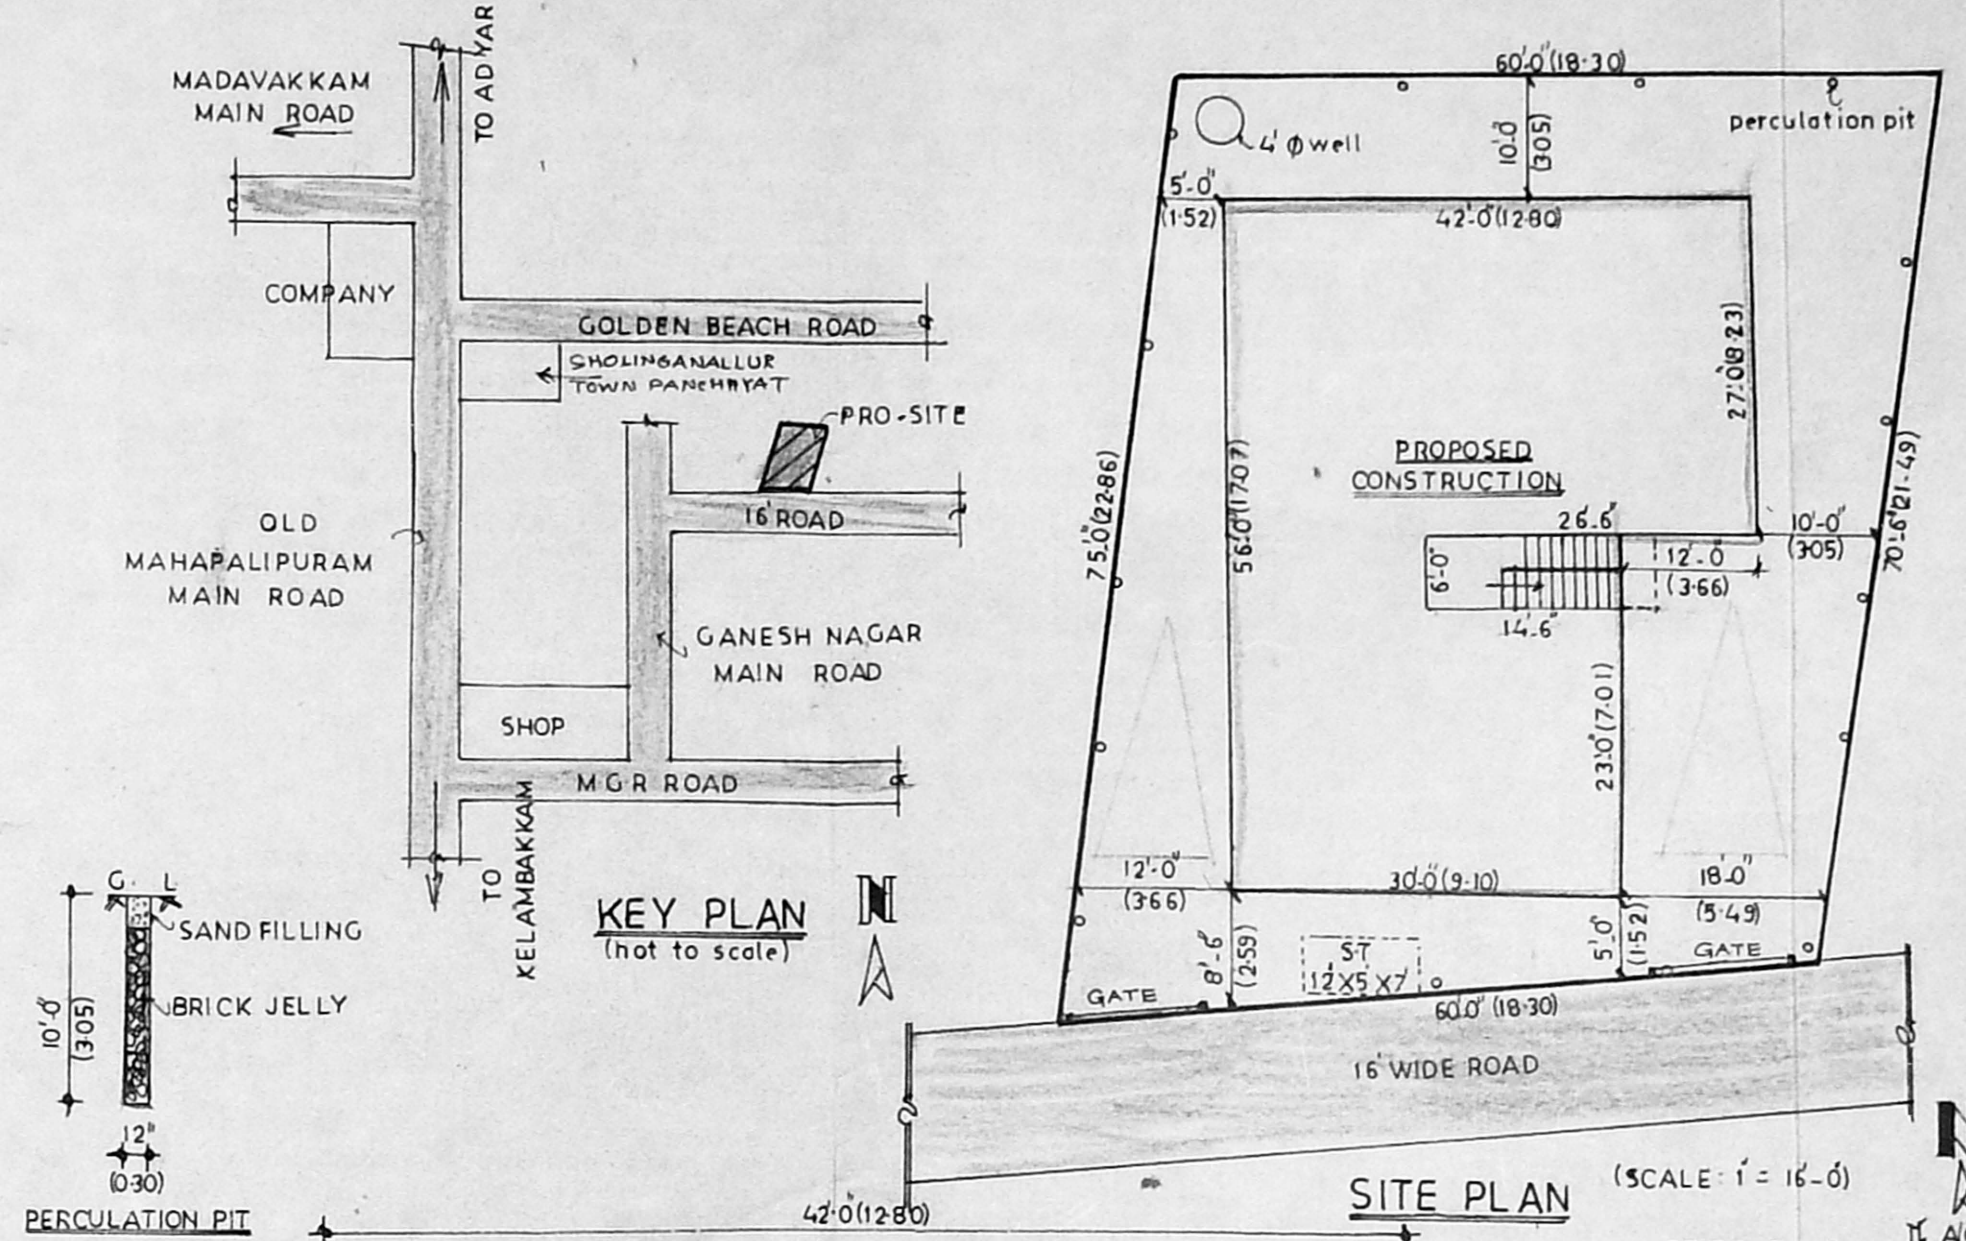 MADAVAKKAM
MAIN ROAD
TO ADYAR
COMPANY
GOLDEN BEACH ROAD
SHOLINGANALLUR
TOWN PANCHAYAT
PRO-SITE
16' ROAD
OLD
MAHAPALIPURAM
MAIN ROAD
GANESH NAGAR
MAIN ROAD
SHOP
M.G.R ROAD
TO
KELAMBAKKAM
KEY PLAN
(not to scale)
N
G. L
SAND FILLING
BRICK JELLY
10'-0"
(3.05)
12"
(0.30)
PERCULATION PIT
42'-0"(12.80)
60'-0"(18.30)
perculation pit
4' Φ well
10'-0"
(3.05)
5'-0"
(1.52)
42'-0"(12.80)
27'-0"(8.23)
75'-0"(22.86)
56'-0"(17.07)
PROPOSED
CONSTRUCTION
26'-6"
10'-0"
(3.05)
70'-6"(21.49)
6'-0"
12'-0"
(3.66)
14'-6"
23'-0"(7.01)
12'-0"
(3.66)
30'-0"(9.10)
18'-0"
(5.49)
8'-6"
(2.59)
S.T
12'X5'X7'
5'-0"
(1.52)
GATE
GATE
60'-0" (18.30)
16' WIDE ROAD
SITE PLAN
(SCALE: 1" = 16'-0")